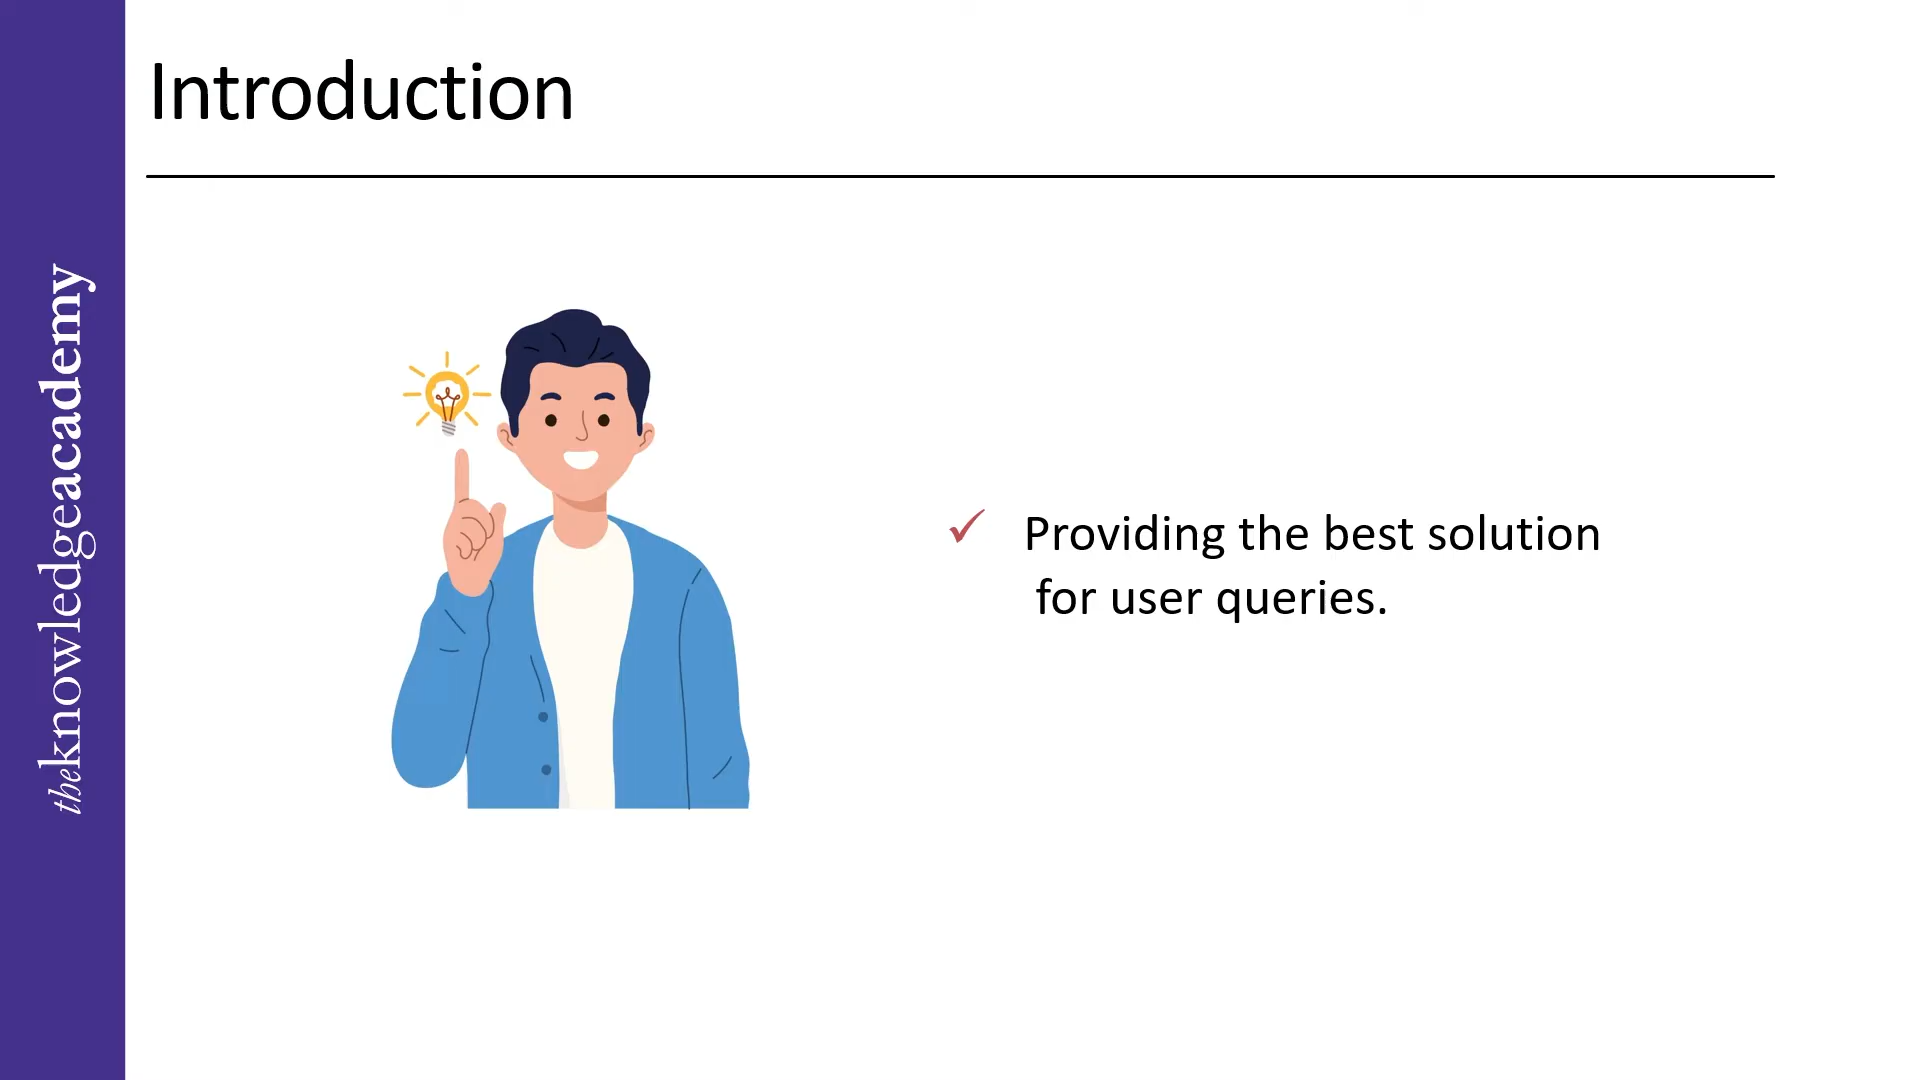 Introduction
theknowledgeacademy
Providing the best solution
for user queries.